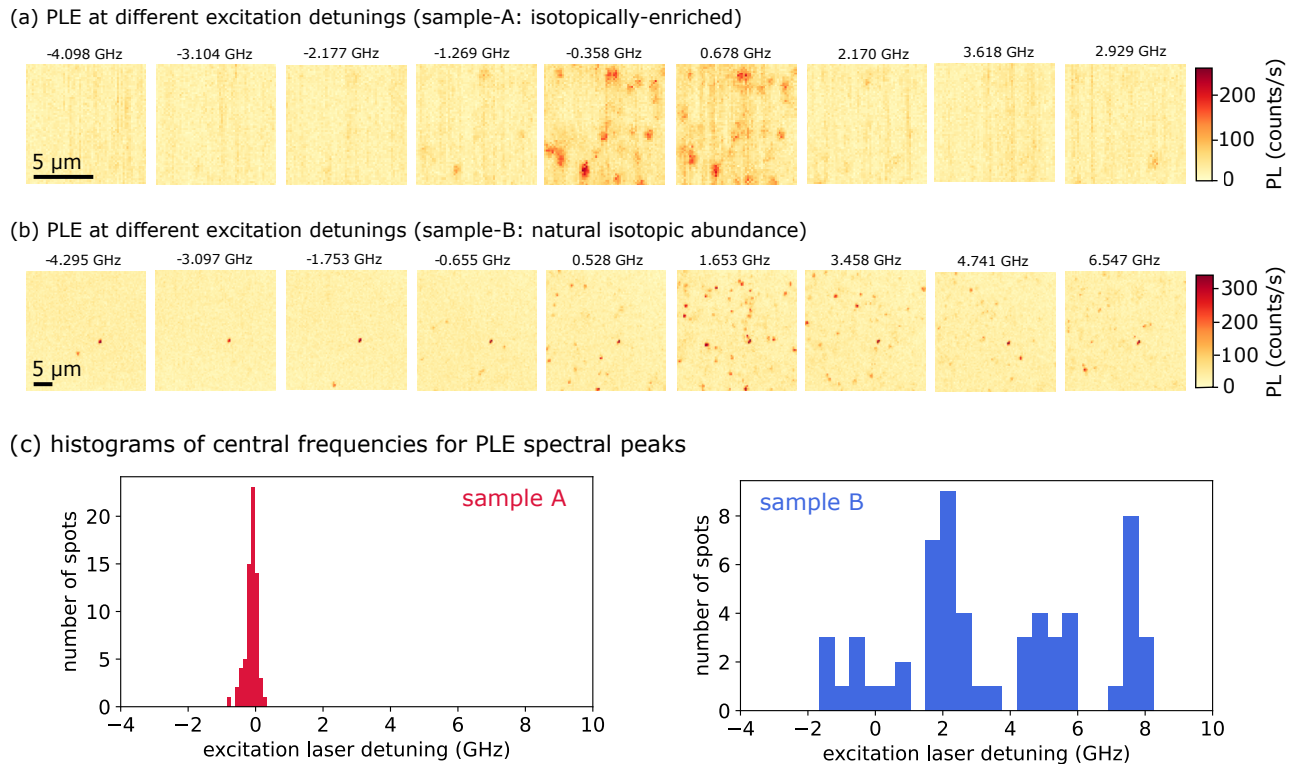 (a) PLE at different excitation detunings (sample-A: isotopically-enriched)
-4.098 GHz -3.104 GHz -2.177 GHz -1.269 GHz -0.358 GHz 0.678 GHz 2.170 GHz 3.618 GHz 2.929 GHz
5 µm
200
100
0
PL (counts/s)
(b) PLE at different excitation detunings (sample-B: natural isotopic abundance)
-4.295 GHz -3.097 GHz -1.753 GHz -0.655 GHz 0.528 GHz 1.653 GHz 3.458 GHz 4.741 GHz 6.547 GHz
5 µm
300
200
100
0
PL (counts/s)
(c) histograms of central frequencies for PLE spectral peaks
sample A
number of spots
20
15
10
5
0
−4 −2 0 2 4 6 8 10
excitation laser detuning (GHz)
sample B
number of spots
8
6
4
2
0
−4 −2 0 2 4 6 8 10
excitation laser detuning (GHz)